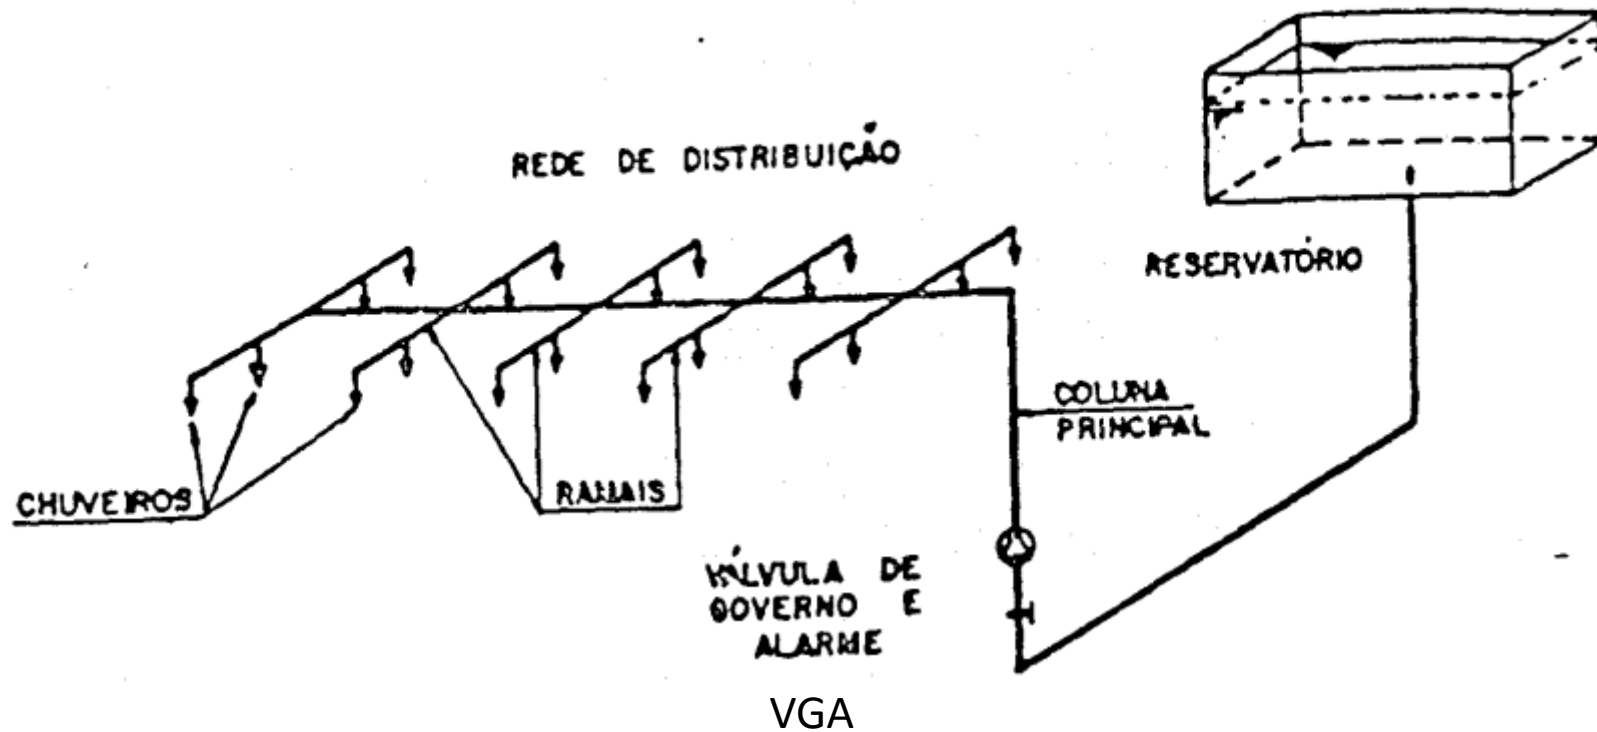 REDE DE DISTRIBUIÇÃO
RESERVATÓRIO
COLUNA
PRINCIPAL
CHUVEIROS
RAMAIS
VÁLVULA DE
GOVERNO E
ALARME
VGA